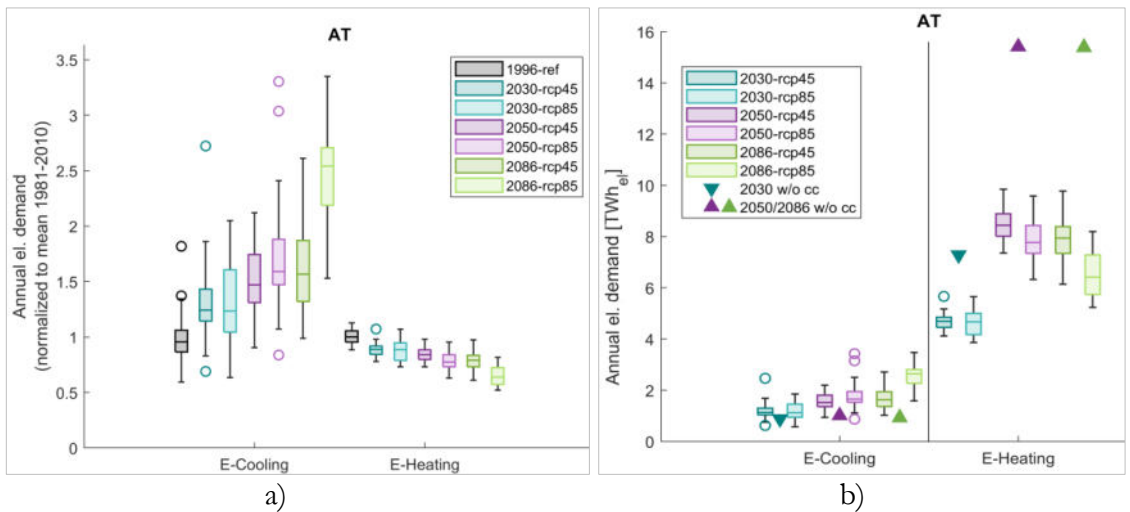 AT
Annual el. demand
(normalized to mean 1981-2010)
3.5
3
2.5
2
1.5
1
0.5
0
1996-ref
2030-rcp45
2030-rcp85
2050-rcp45
2050-rcp85
2086-rcp45
2086-rcp85
E-Cooling E-Heating
a)
AT
Annual el. demand [TWh_el]
16
14
12
10
8
6
4
2
0
2030-rcp45
2030-rcp85
2050-rcp45
2050-rcp85
2086-rcp45
2086-rcp85
2030 w/o cc
2050/2086 w/o cc
E-Cooling E-Heating
b)